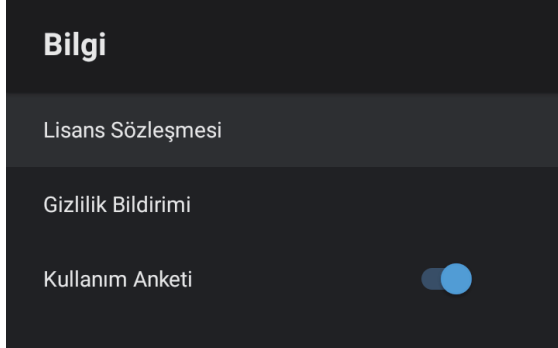 Bilgi
Lisans Sözleşmesi
Gizlilik Bildirimi
Kullanım Anketi